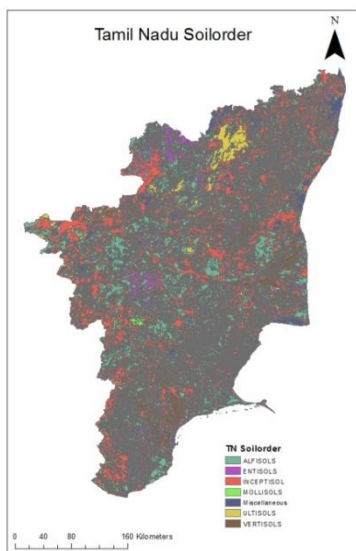 Tamil Nadu Soilorder
N
TN Soilorder
ALFISOLS
ENTISOLS
INCEPTISOL
MOLLISOLS
Miscellaneous
ULTISOLS
VERTISOLS
0 40 80 160 Kilometers